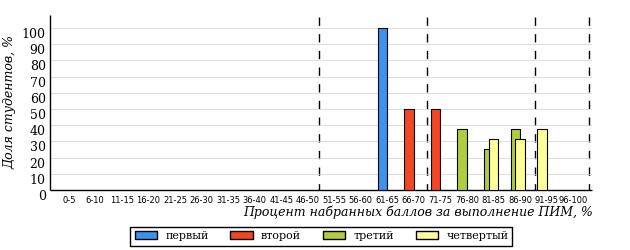 Доля студентов, %
100
90
80
70
60
50
40
30
20
10
0
0-5 6-10 11-15 16-20 21-25 26-30 31-35 36-40 41-45 46-50 51-55 56-60 61-65 66-70 71-75 76-80 81-85 86-90 91-95 96-100
Процент набранных баллов за выполнение ПИМ, %
первый второй третий четвертый